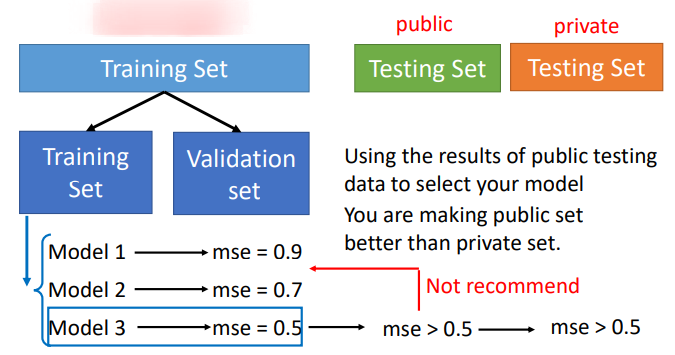 public
private
Training Set
Testing Set
Testing Set
Training
Set
Validation
set
Using the results of public testing
data to select your model
You are making public set
better than private set.
Model 1
mse = 0.9
Model 2
mse = 0.7
Not recommend
Model 3
mse = 0.5
mse > 0.5
mse > 0.5